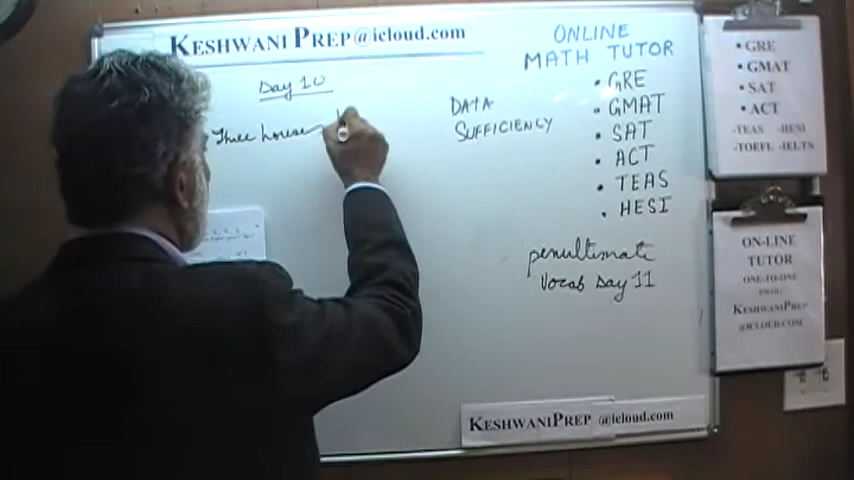 KESHWANI PREP@icloud.com
Day 10
Three house
DATA
SUFFICIENCY
ONLINE
MATH TUTOR
• GRE
• GMAT
• SAT
• ACT
• TEAS
• HESI
penultimate
Vocab Day 11
KESHWANIPREP @icloud.com
• GRE
• GMAT
• SAT
• ACT
-TEAS -HESI
-TOEFL -IELTS
ON-LINE
TUTOR
ONE-TO-ONE
EMAIL:
KESHWANIPREP
@ICLOUD.COM